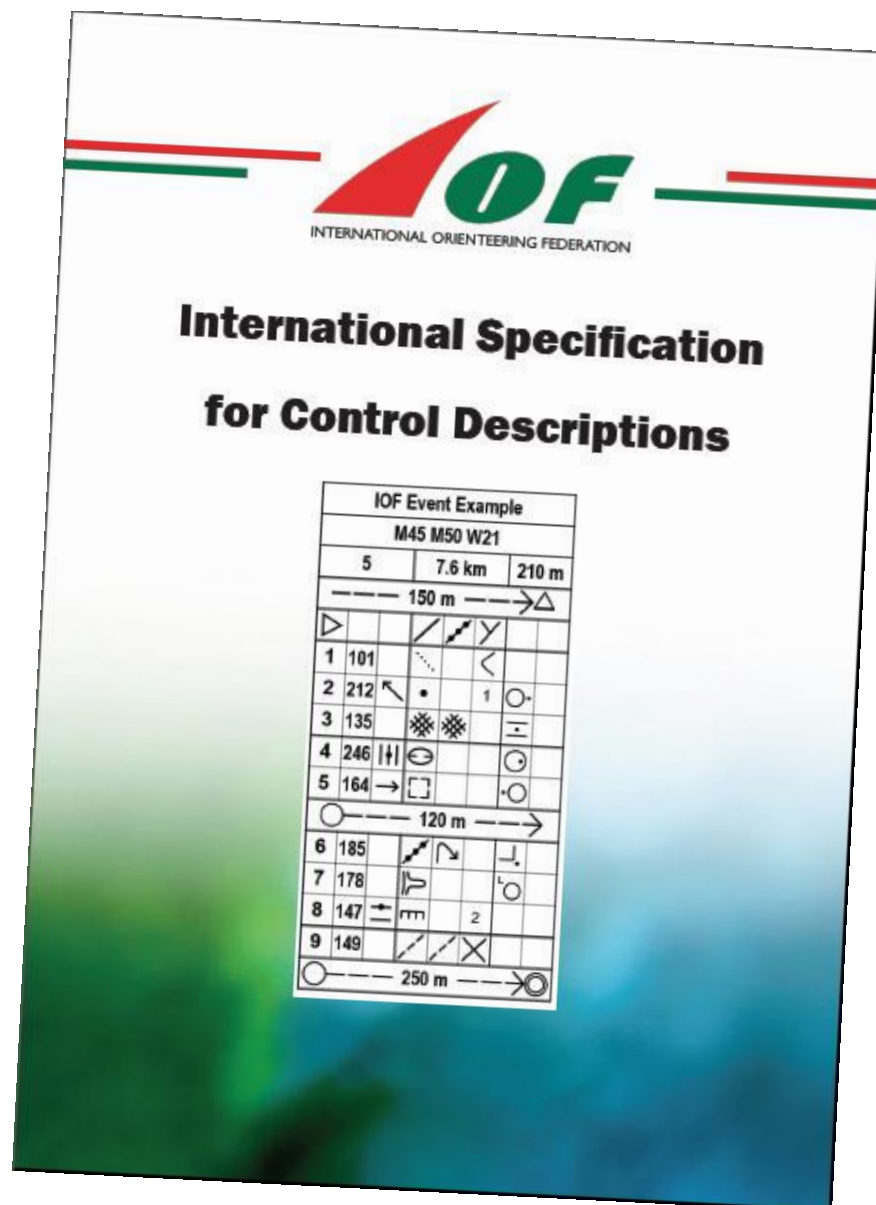 IOF
INTERNATIONAL ORIENTEERING FEDERATION
International Specification
for Control Descriptions
IOF Event Example
M45 M50 W21
5 7.6 km 210 m
150 m
1 101
2 212 1
3 135
4 246
5 164
120 m
6 185
7 178 L
8 147 2
9 149
250 m